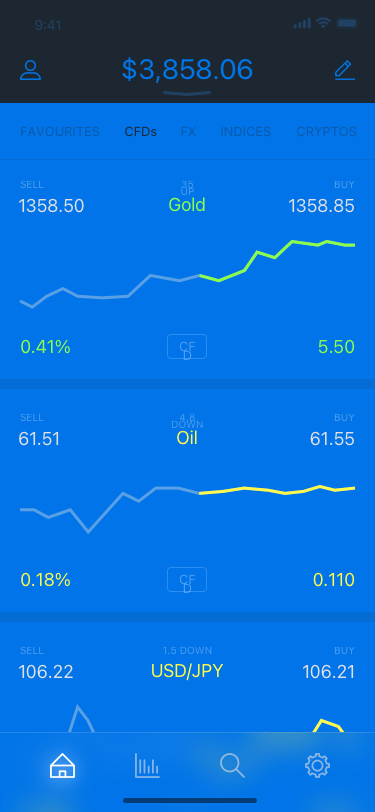 9:41
$3,858.06
FAVOURITES CFDs FX INDICES CRYPTOS
SELL 35 UP BUY
1358.50 Gold 1358.85
0.41% CFD 5.50
SELL 4.8 DOWN BUY
61.51 Oil 61.55
0.18% CFD 0.110
SELL 1.5 DOWN BUY
106.22 USD/JPY 106.21